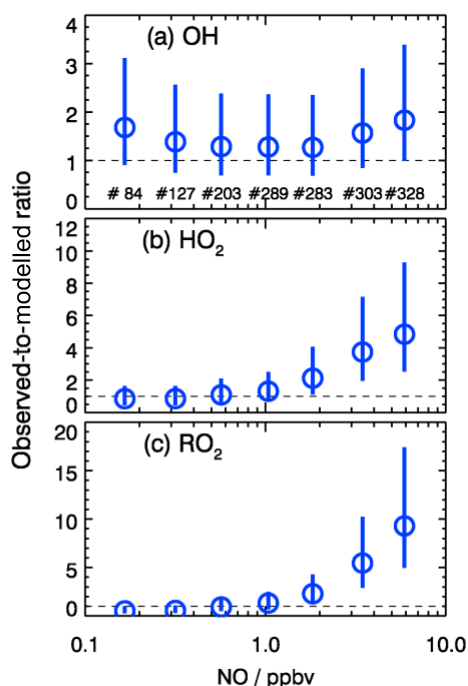 Observed-to-modelled ratio
4
(a) OH
3
2
1
0
# 84 #127 #203 #289 #283 #303 #328
12
(b) HO2
10
8
6
4
2
0
20
(c) RO2
15
10
5
0
0.1 1.0 10.0
NO / ppbv